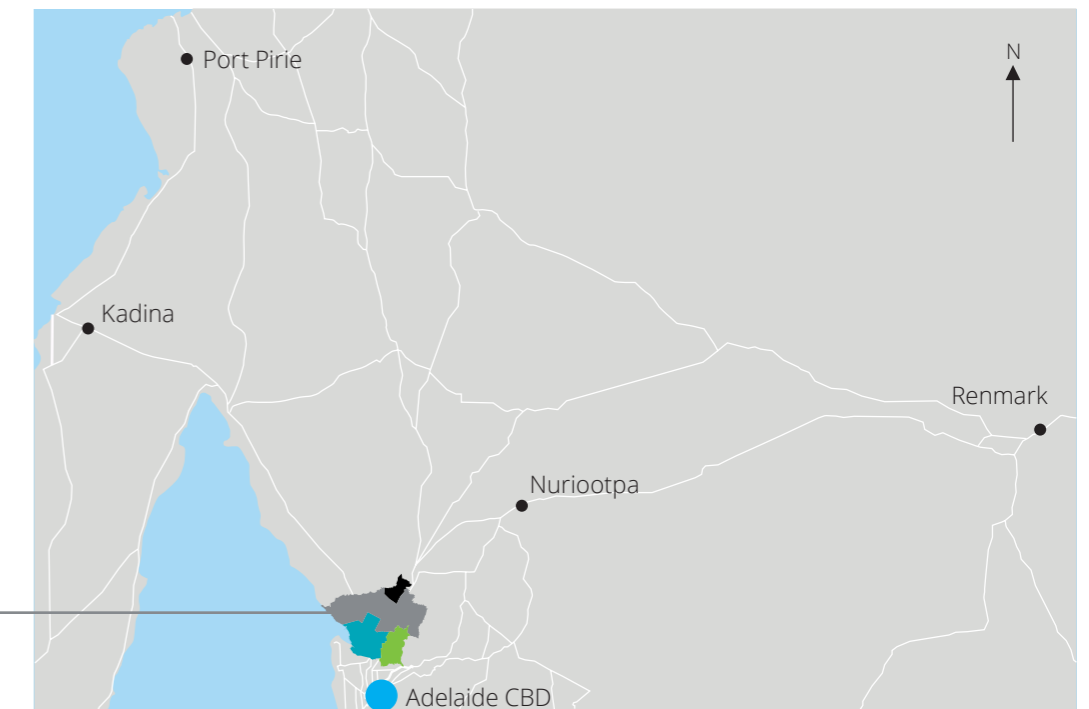 Port Pirie
N
Kadina
Renmark
Nuriootpa
Adelaide CBD